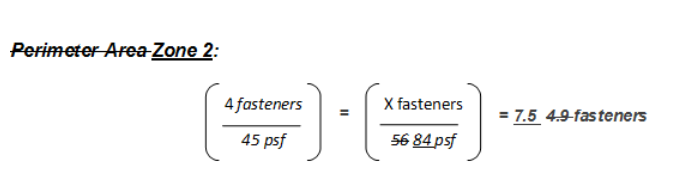 Perimeter Area Zone 2:
4 fasteners
45 psf
=
X fasteners
56 84 psf
= 7.5 4.9 fasteners